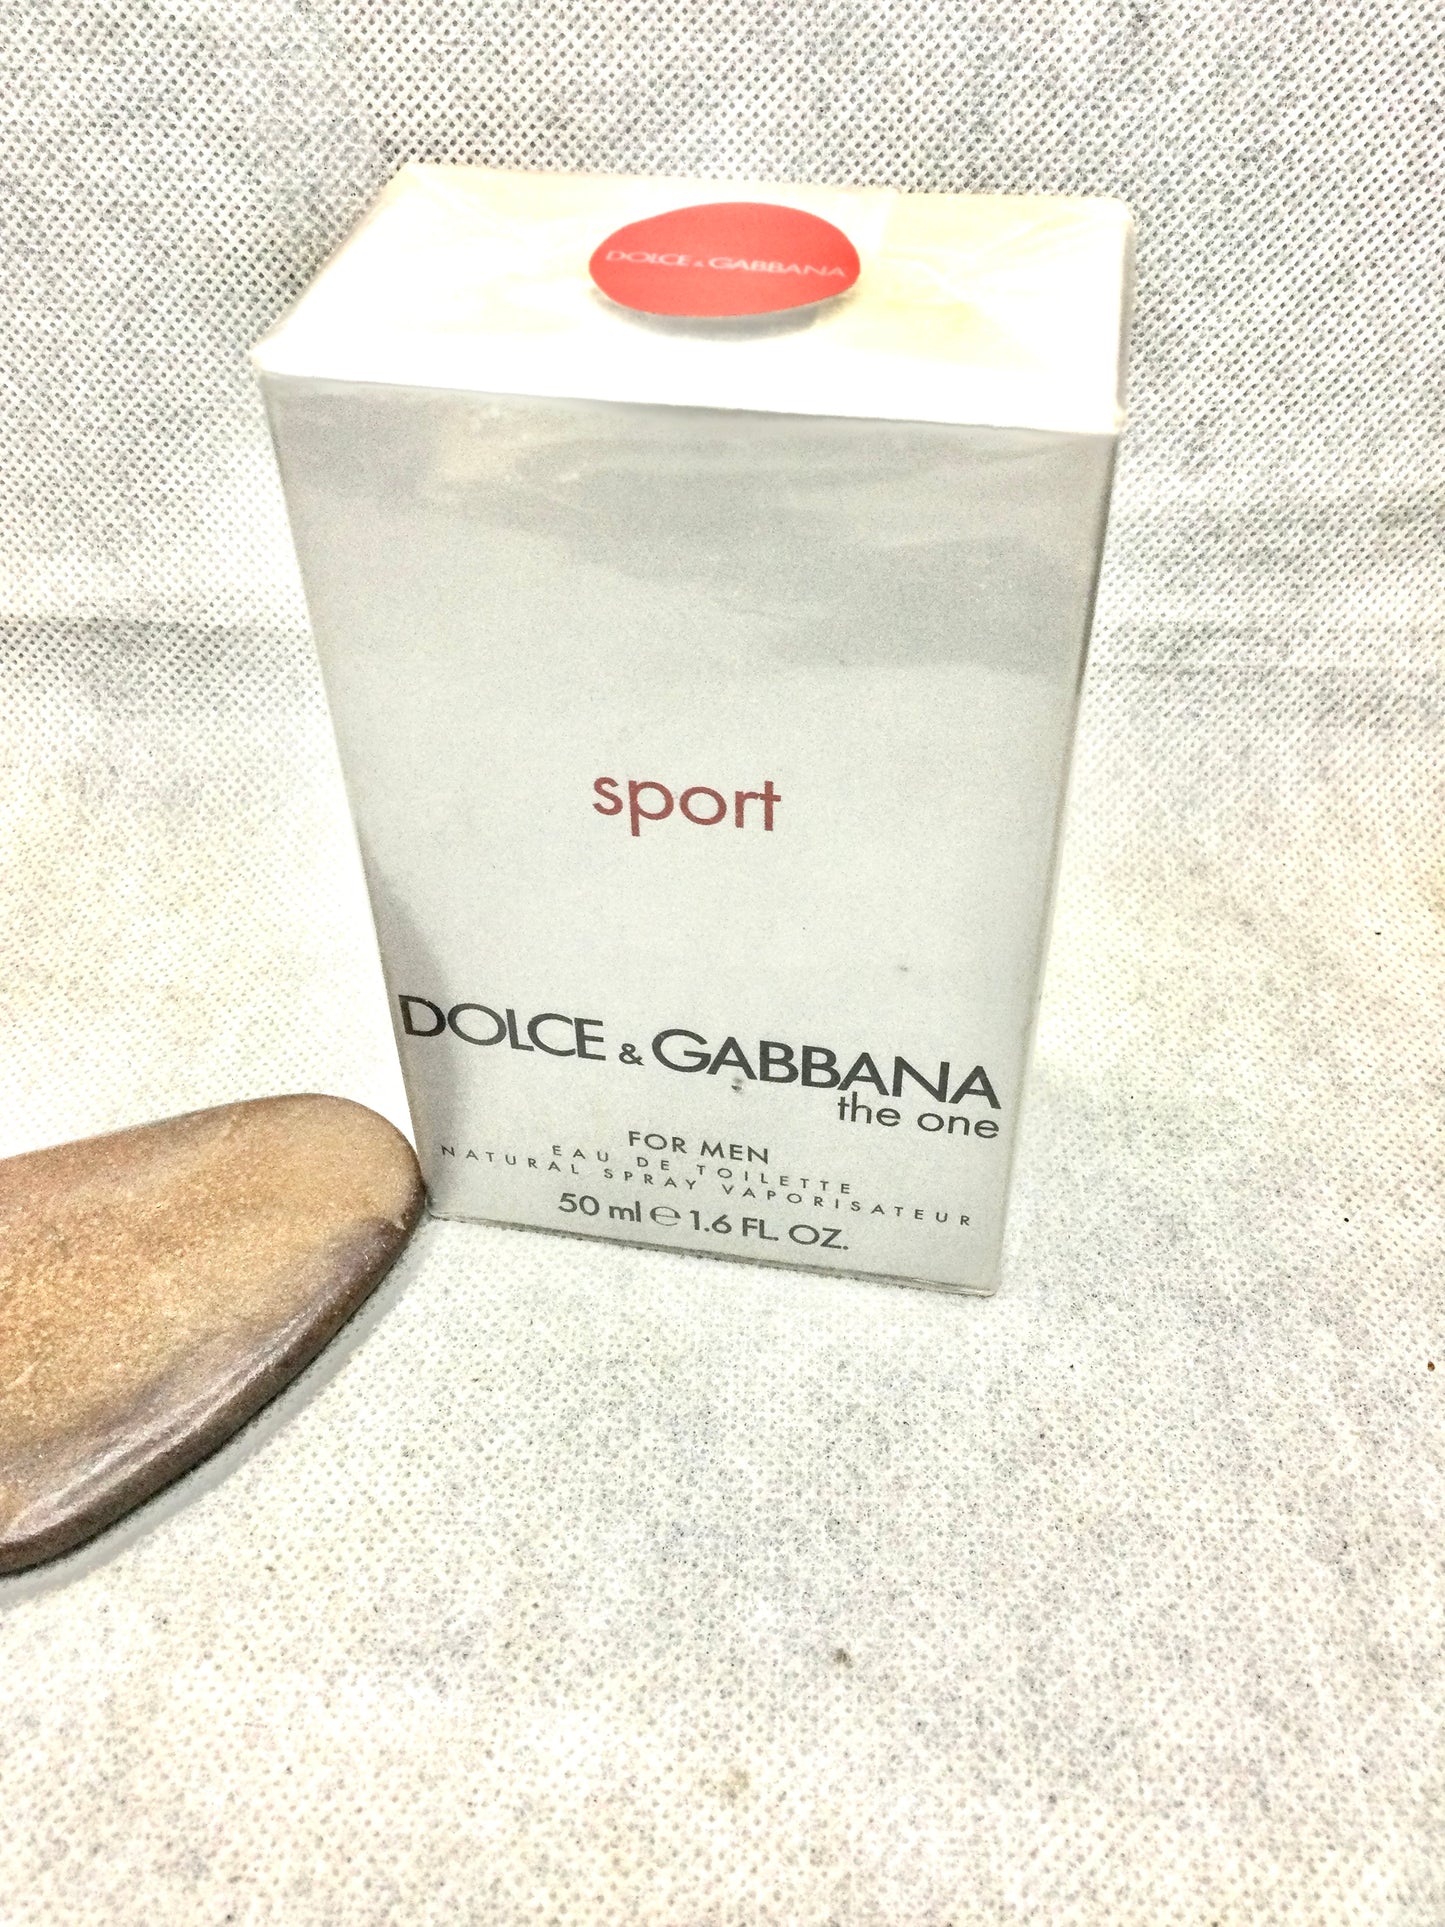 DOLCE & GABBANA
sport
DOLCE & GABBANA
the one
FOR MEN
EAU DE TOILETTE
NATURAL SPRAY VAPORISATEUR
50 ml ℮ 1.6 FL. OZ.